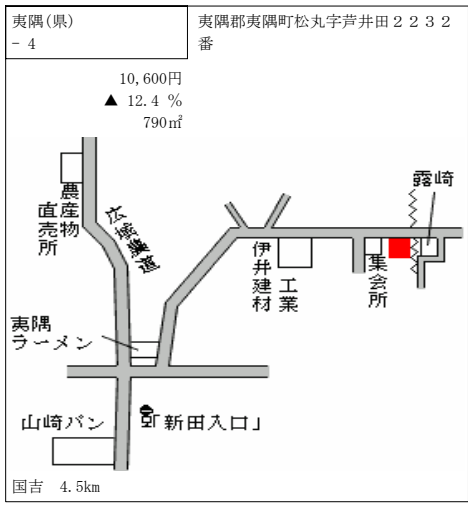 夷隅(県)
- 4
夷隅郡夷隅町松丸字芦井田２２３２
番
10,600円
▲ 12.4 %
790㎡
露崎
農産物
直売所
広域農道
伊井建材
工業
集会所
夷隅
ラーメン
山崎パン
「新田入口」
国吉 4.5km